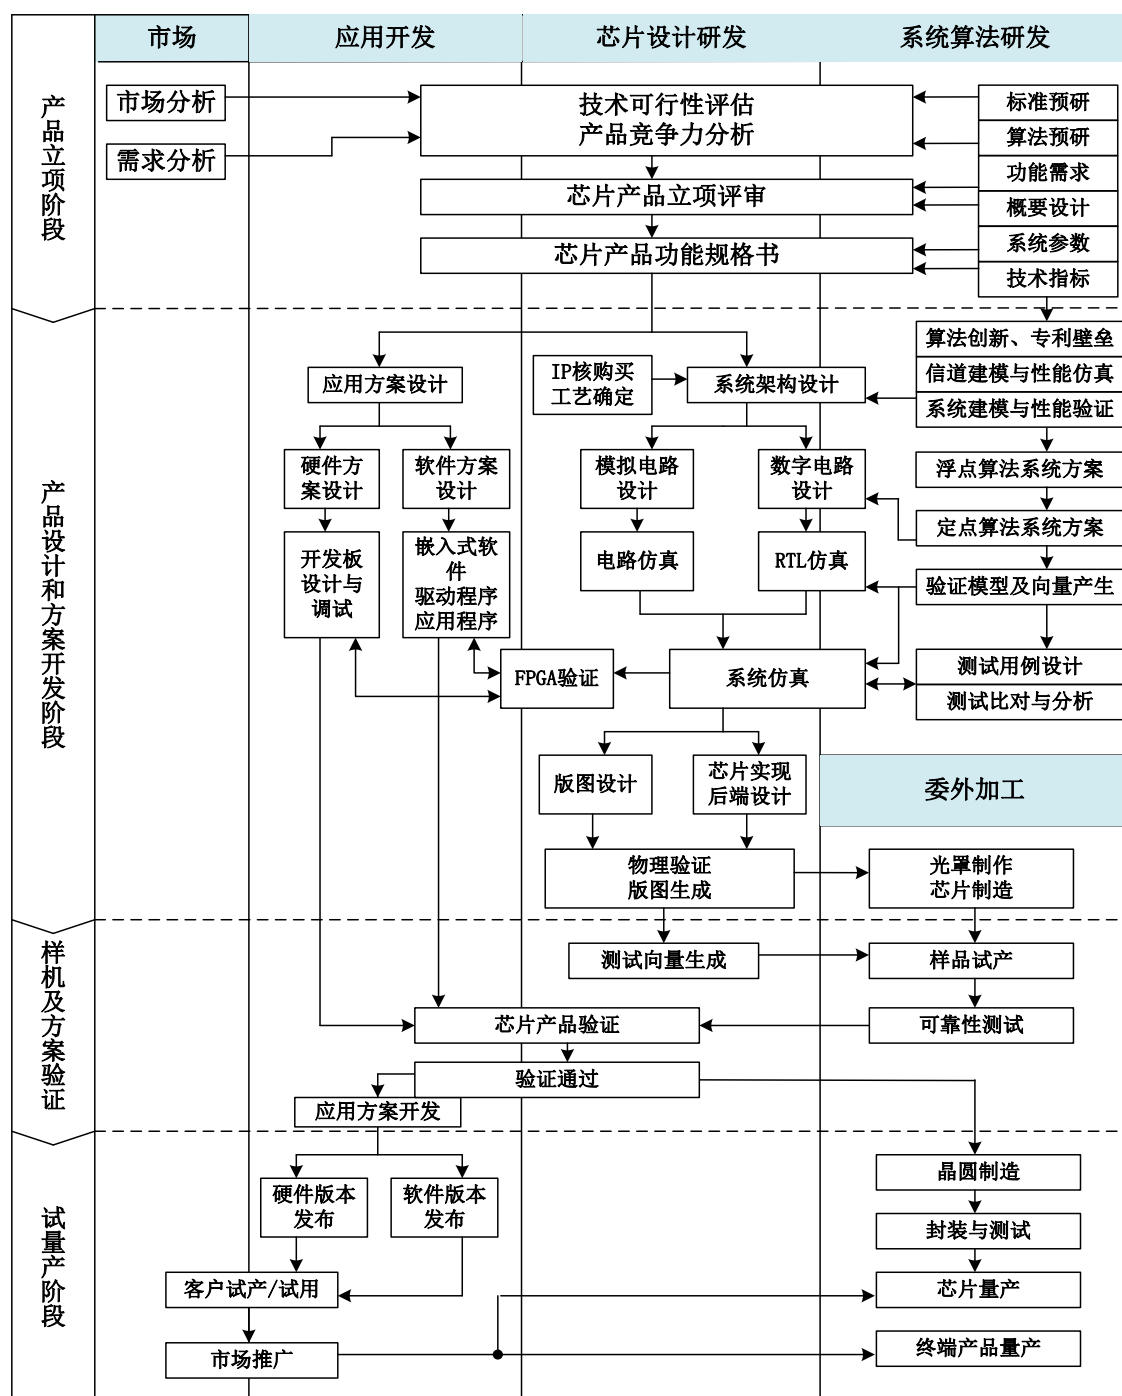 市场
应用开发
芯片设计研发
系统算法研发
产品立项阶段
市场分析
需求分析
技术可行性评估
产品竞争力分析
芯片产品立项评审
芯片产品功能规格书
标准预研
算法预研
功能需求
概要设计
系统参数
技术指标
产品设计和方案开发阶段
应用方案设计
IP核购买
工艺确定
系统架构设计
算法创新、专利壁垒
信道建模与性能仿真
系统建模与性能验证
硬件方
案设计
软件方案
设计
模拟电路
设计
数字电路
设计
浮点算法系统方案
定点算法系统方案
开发板
设计与
调试
嵌入式软
件
驱动程序
应用程序
电路仿真
RTL仿真
验证模型及向量产生
FPGA验证
系统仿真
测试用例设计
测试比对与分析
版图设计
芯片实现
后端设计
委外加工
物理验证
版图生成
光罩制作
芯片制造
样机及方案验证
测试向量生成
样品试产
芯片产品验证
可靠性测试
验证通过
应用方案开发
试量产阶段
硬件版本
发布
软件版本
发布
晶圆制造
封装与测试
客户试产/试用
芯片量产
市场推广
终端产品量产